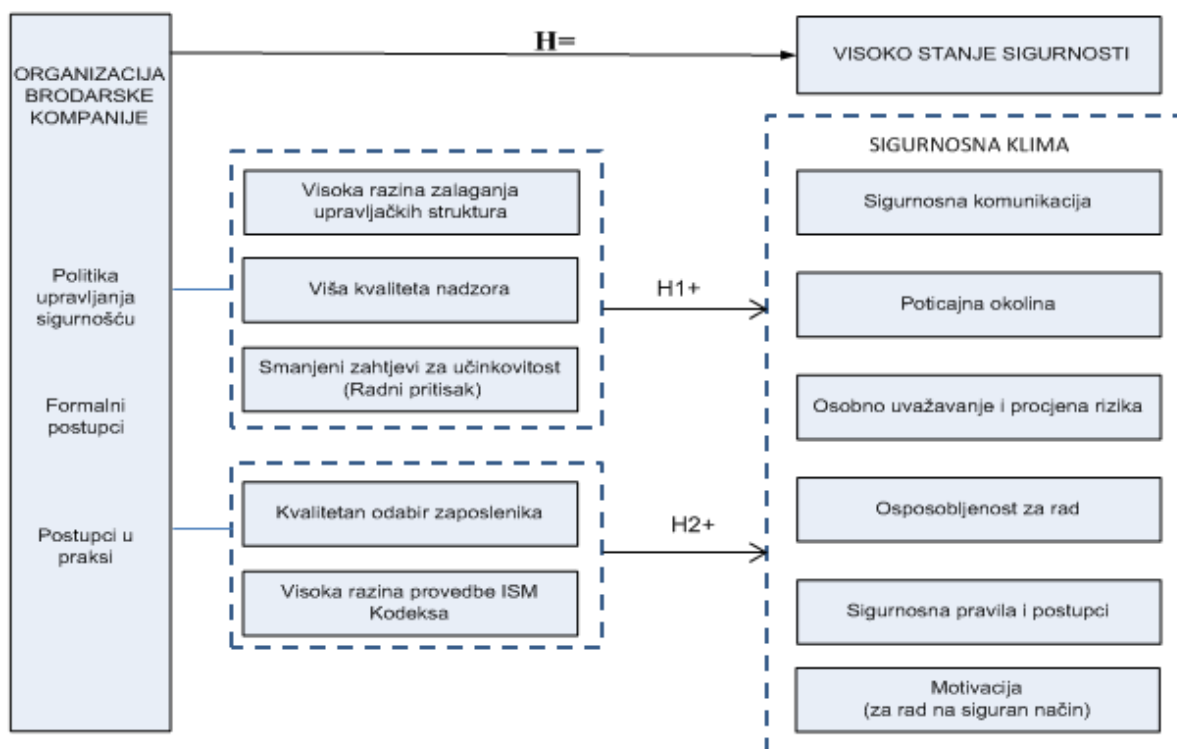 ORGANIZACIJA
BRODARSKE
KOMPANIJE
Politika
upravljanja
sigurnošću
Formalni
postupci
Postupci u
praksi
H=
VISOKO STANJE SIGURNOSTI
Visoka razina zalaganja
upravljačkih struktura
Viša kvaliteta nadzora
Smanjeni zahtjevi za učinkovitost
(Radni pritisak)
H1+
Kvalitetan odabir zaposlenika
Visoka razina provedbe ISM
Kodeksa
H2+
SIGURNOSNA KLIMA
Sigurnosna komunikacija
Poticajna okolina
Osobno uvažavanje i procjena rizika
Osposobljenost za rad
Sigurnosna pravila i postupci
Motivacija
(za rad na siguran način)